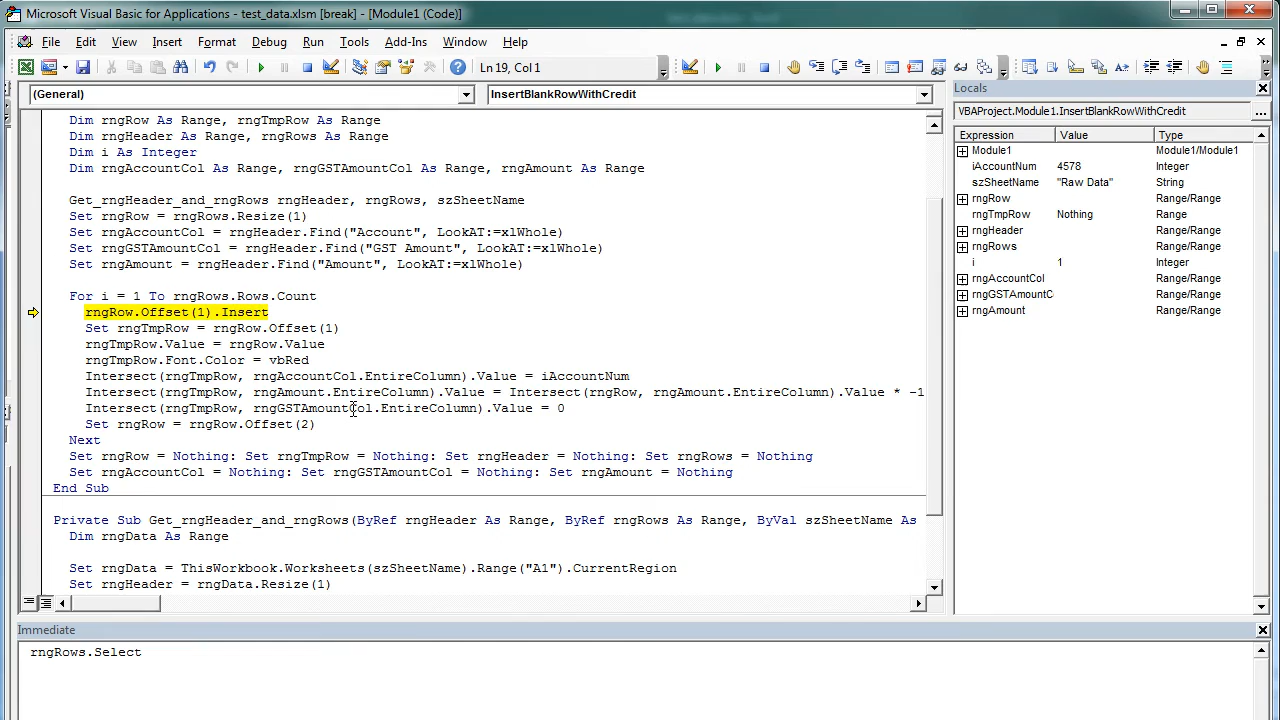 Microsoft Visual Basic for Applications - test_data.xlsm [break] - [Module1 (Code)]
File Edit View Insert Format Debug Run Tools Add-Ins Window Help
Ln 19, Col 1
(General) InsertBlankRowWithCredit
Dim rngRow As Range, rngTmpRow As Range
Dim rngHeader As Range, rngRows As Range
Dim i As Integer
Dim rngAccountCol As Range, rngGSTAmountCol As Range, rngAmount As Range
Get_rngHeader_and_rngRows rngHeader, rngRows, szSheetName
Set rngRow = rngRows.Resize(1)
Set rngAccountCol = rngHeader.Find("Account", LookAT:=xlWhole)
Set rngGSTAmountCol = rngHeader.Find("GST Amount", LookAT:=xlWhole)
Set rngAmount = rngHeader.Find("Amount", LookAT:=xlWhole)
For i = 1 To rngRows.Rows.Count
rngRow.Offset(1).Insert
Set rngTmpRow = rngRow.Offset(1)
rngTmpRow.Value = rngRow.Value
rngTmpRow.Font.Color = vbRed
Intersect(rngTmpRow, rngAccountCol.EntireColumn).Value = iAccountNum
Intersect(rngTmpRow, rngAmount.EntireColumn).Value = Intersect(rngRow, rngAmount.EntireColumn).Value * -1
Intersect(rngTmpRow, rngGSTAmountCol.EntireColumn).Value = 0
Set rngRow = rngRow.Offset(2)
Next
Set rngRow = Nothing: Set rngTmpRow = Nothing: Set rngHeader = Nothing: Set rngRows = Nothing
Set rngAccountCol = Nothing: Set rngGSTAmountCol = Nothing: Set rngAmount = Nothing
End Sub
Private Sub Get_rngHeader_and_rngRows(ByRef rngHeader As Range, ByRef rngRows As Range, ByVal szSheetName As
Dim rngData As Range
Set rngData = ThisWorkbook.Worksheets(szSheetName).Range("A1").CurrentRegion
Set rngHeader = rngData.Resize(1)
Locals
VBAProject.Module1.InsertBlankRowWithCredit ...
Expression Value Type
Module1 Module1/Module1
iAccountNum 4578 Integer
szSheetName "Raw Data" String
rngRow Range/Range
rngTmpRow Nothing Range
rngHeader Range/Range
rngRows Range/Range
i 1 Integer
rngAccountCol Range/Range
rngGSTAmountC Range/Range
rngAmount Range/Range
Immediate
rngRows.Select